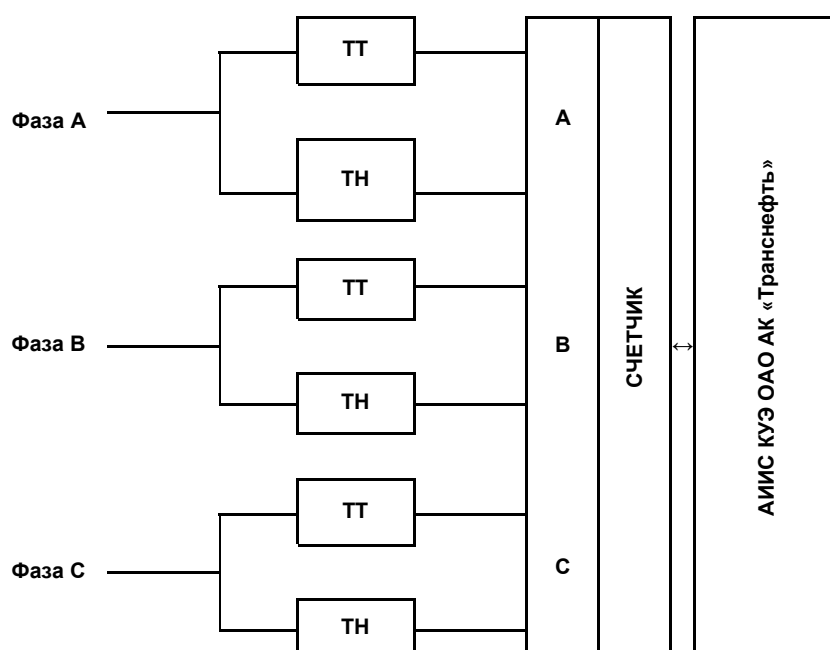 ТТ
Фаза А
А
ТН
ТТ
Фаза В
В
ТН
ТТ
Фаза С
С
ТН
СЧЕТЧИК
↔
АИИС КУЭ ОАО АК «Транснефть»